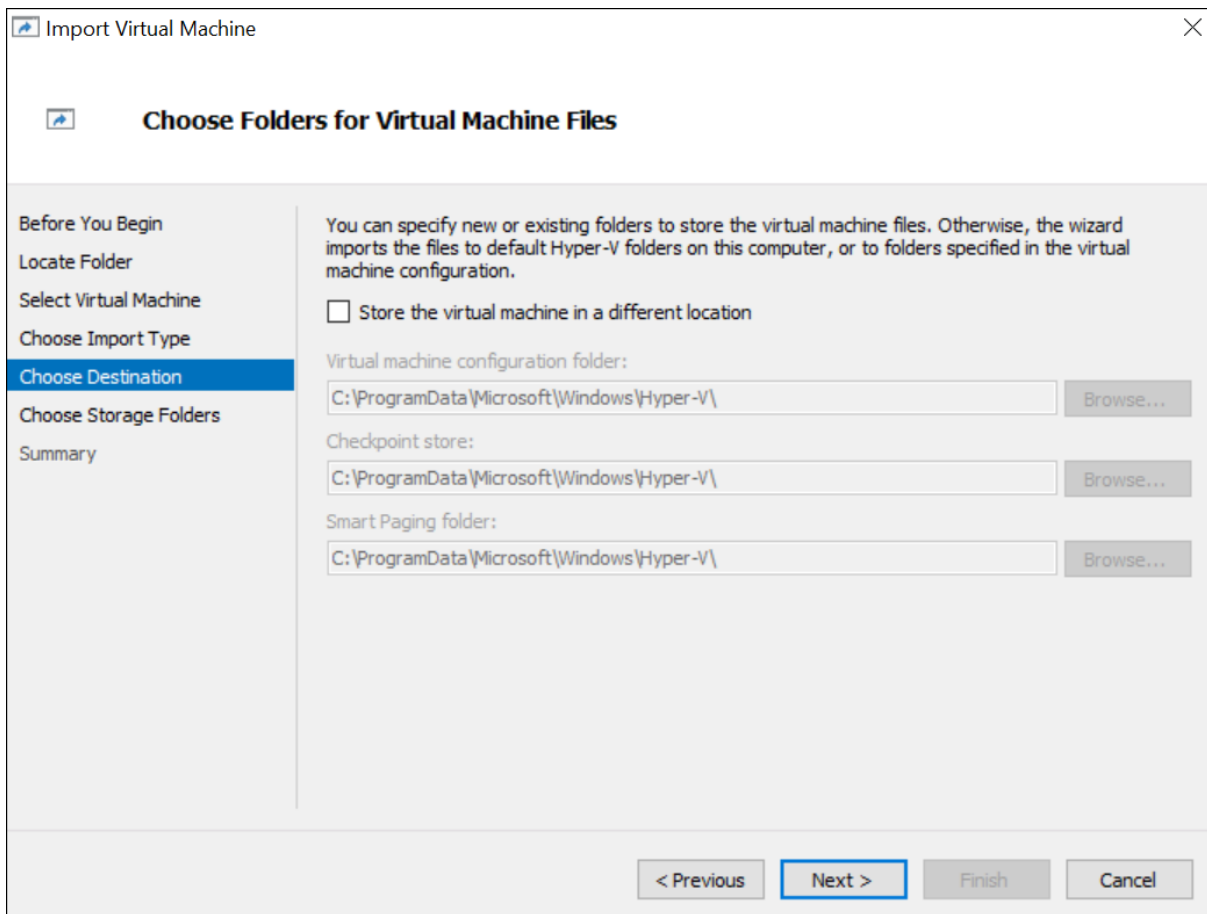 Import Virtual Machine
Choose Folders for Virtual Machine Files
Before You Begin
Locate Folder
Select Virtual Machine
Choose Import Type
Choose Destination
Choose Storage Folders
Summary
You can specify new or existing folders to store the virtual machine files. Otherwise, the wizard
imports the files to default Hyper-V folders on this computer, or to folders specified in the virtual
machine configuration.
Store the virtual machine in a different location
Virtual machine configuration folder:
C:\ProgramData\Microsoft\Windows\Hyper-V\ Browse...
Checkpoint store:
C:\ProgramData\Microsoft\Windows\Hyper-V\ Browse...
Smart Paging folder:
C:\ProgramData\Microsoft\Windows\Hyper-V\ Browse...
< Previous Next > Finish Cancel